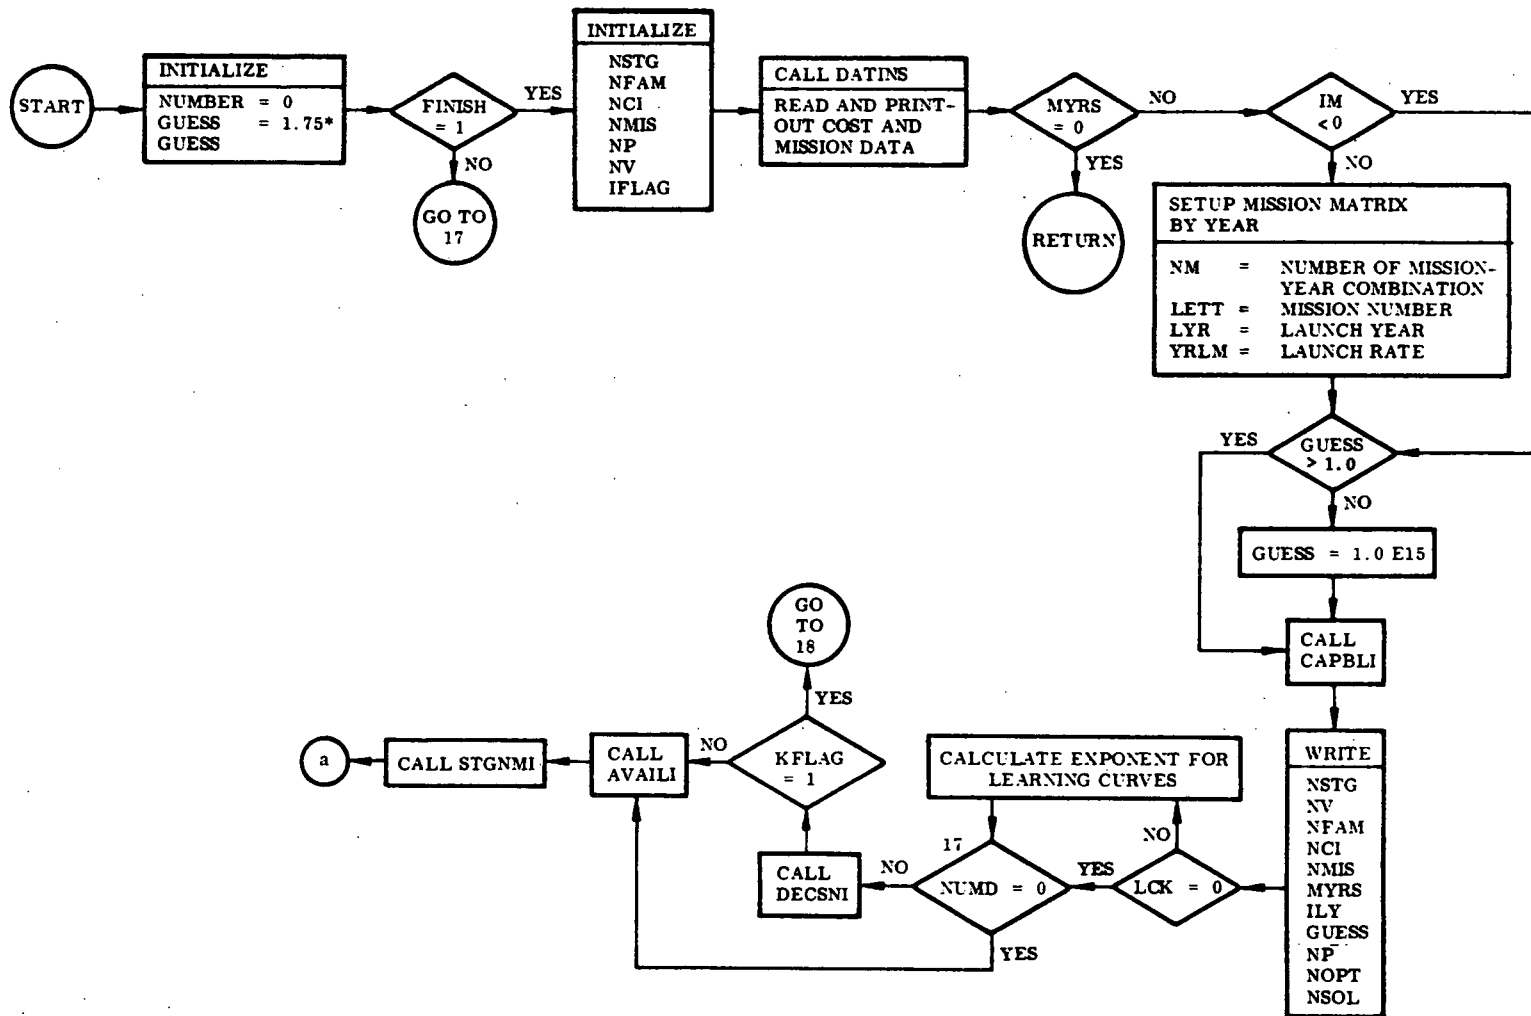 START
INITIALIZE
NUMBER = 0
GUESS = 1.75*
GUESS
FINISH
= 1
YES
NO
GO TO
17
INITIALIZE
NSTG
NFAM
NCI
NMIS
NP
NV
IFLAG
CALL DATINS
READ AND PRINT-
OUT COST AND
MISSION DATA
MYRS
= 0
NO
YES
RETURN
IM
<0
YES
NO
SETUP MISSION MATRIX
BY YEAR
NM = NUMBER OF MISSION-
YEAR COMBINATION
LETT = MISSION NUMBER
LYR = LAUNCH YEAR
YRLM = LAUNCH RATE
YES
GUESS
> 1.0
NO
GUESS = 1.0 E15
CALL
CAPBLI
WRITE
NSTG
NV
NFAM
NCI
NMIS
MYRS
ILY
GUESS
NP
NOPT
NSOL
LCK = 0
NO
YES
CALCULATE EXPONENT FOR
LEARNING CURVES
17
NUMD = 0
NO
YES
CALL
DECSNI
KFLAG
= 1
YES
NO
GO
TO
18
CALL
AVAILI
CALL STGNMI
a